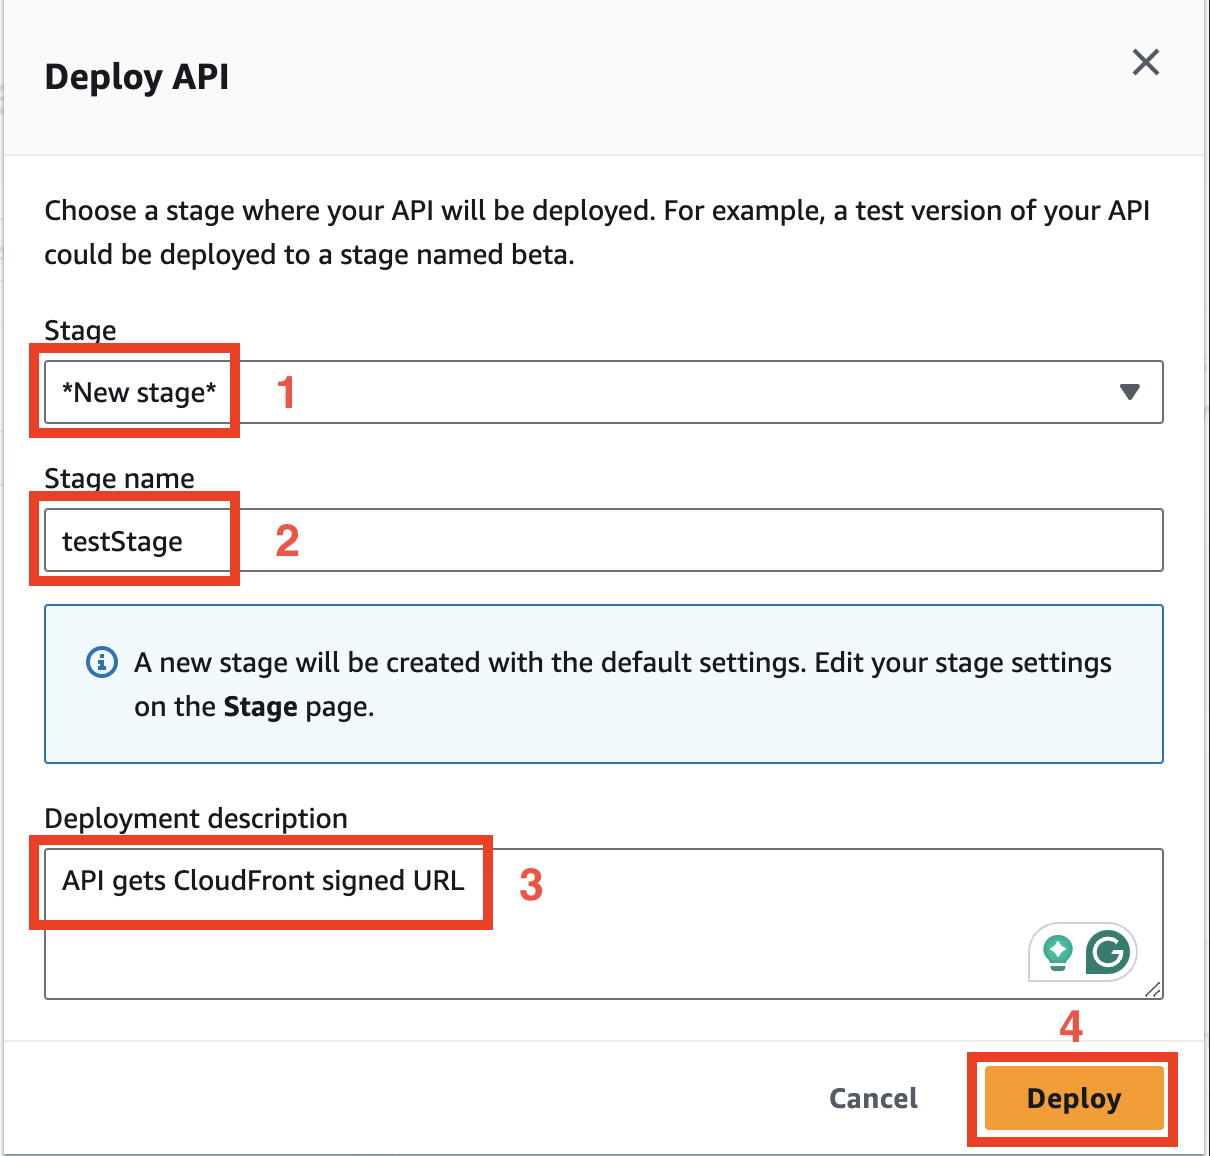 Deploy API
Choose a stage where your API will be deployed. For example, a test version of your API
could be deployed to a stage named beta.
Stage
*New stage* 1
Stage name
testStage 2
A new stage will be created with the default settings. Edit your stage settings
on the Stage page.
Deployment description
API gets CloudFront signed URL 3
4
Cancel Deploy